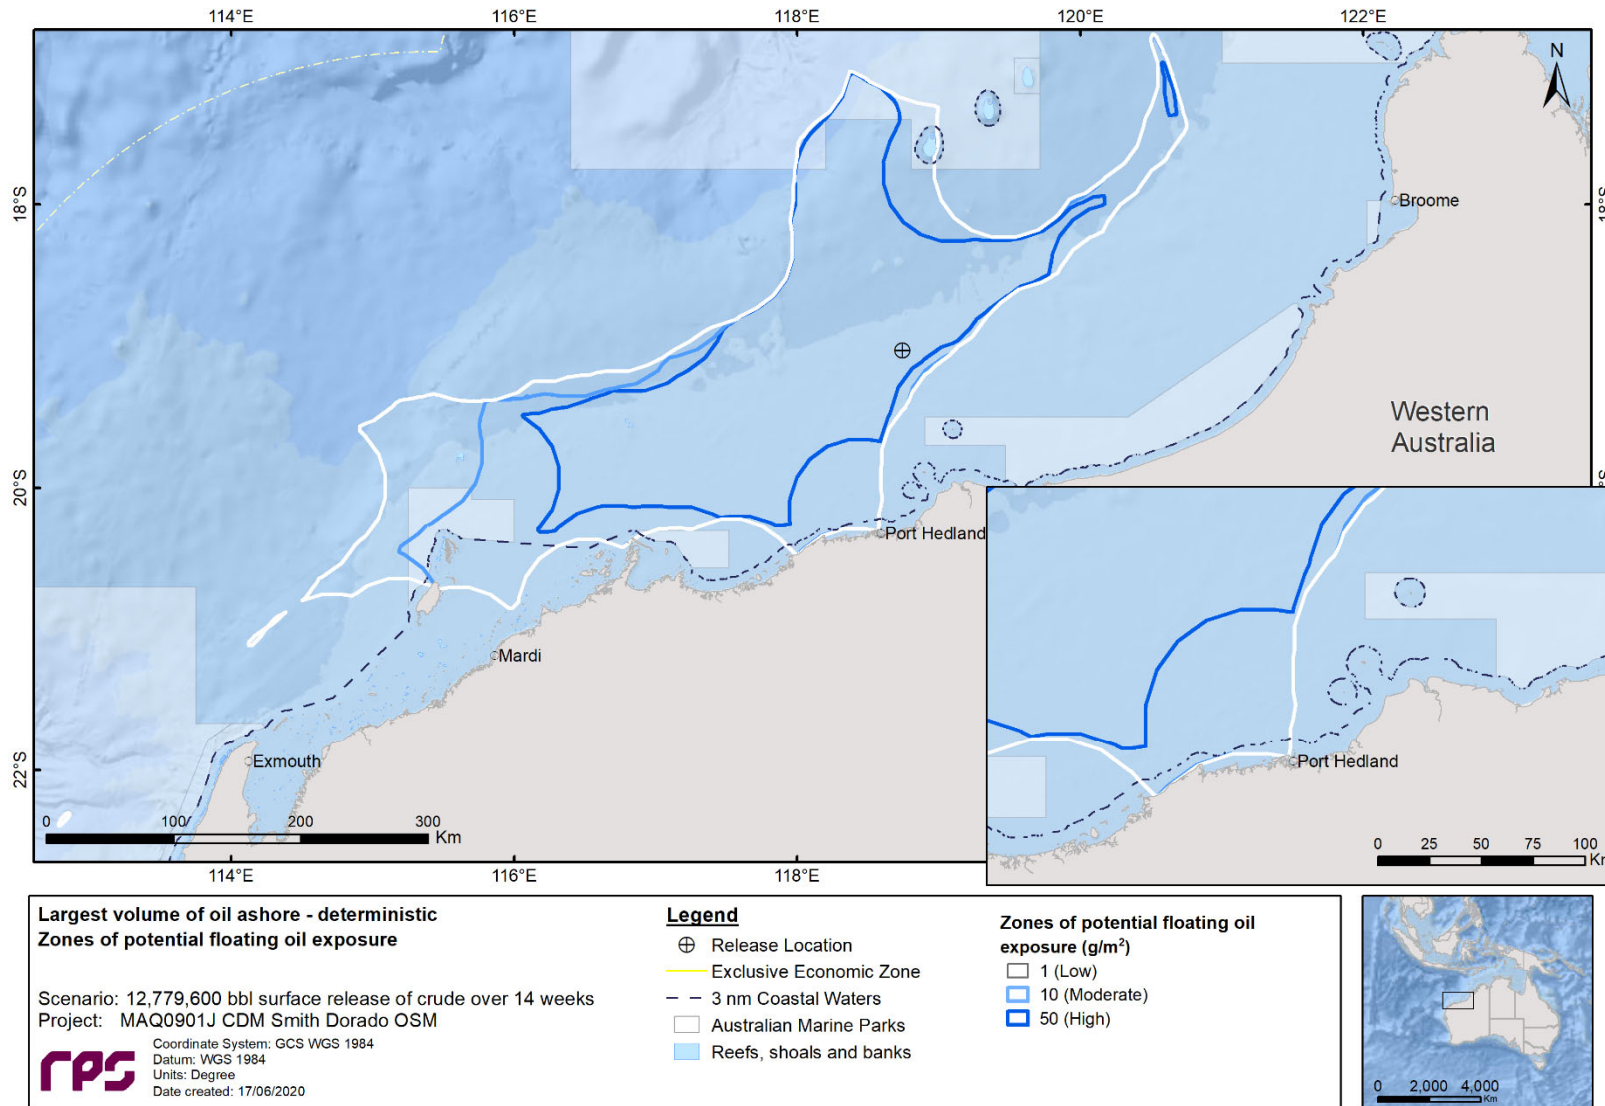 114°E 116°E 118°E 120°E 122°E
N
18°S
18°S
Broome
Western
Australia
20°S
°S
Port Hedland
Port Hedland
Mardi
22°S
Exmouth
0 100 200 300
Km
0 25 50 75 100
Km
114°E 116°E 118°E
Largest volume of oil ashore - deterministic
Zones of potential floating oil exposure
Scenario: 12,779,600 bbl surface release of crude over 14 weeks
Project: MAQ0901J CDM Smith Dorado OSM
rps
Coordinate System: GCS WGS 1984
Datum: WGS 1984
Units: Degree
Date created: 17/06/2020
Legend
Release Location
Exclusive Economic Zone
3 nm Coastal Waters
Australian Marine Parks
Reefs, shoals and banks
Zones of potential floating oil
exposure (g/m²)
1 (Low)
10 (Moderate)
50 (High)
0 2,000 4,000
Km